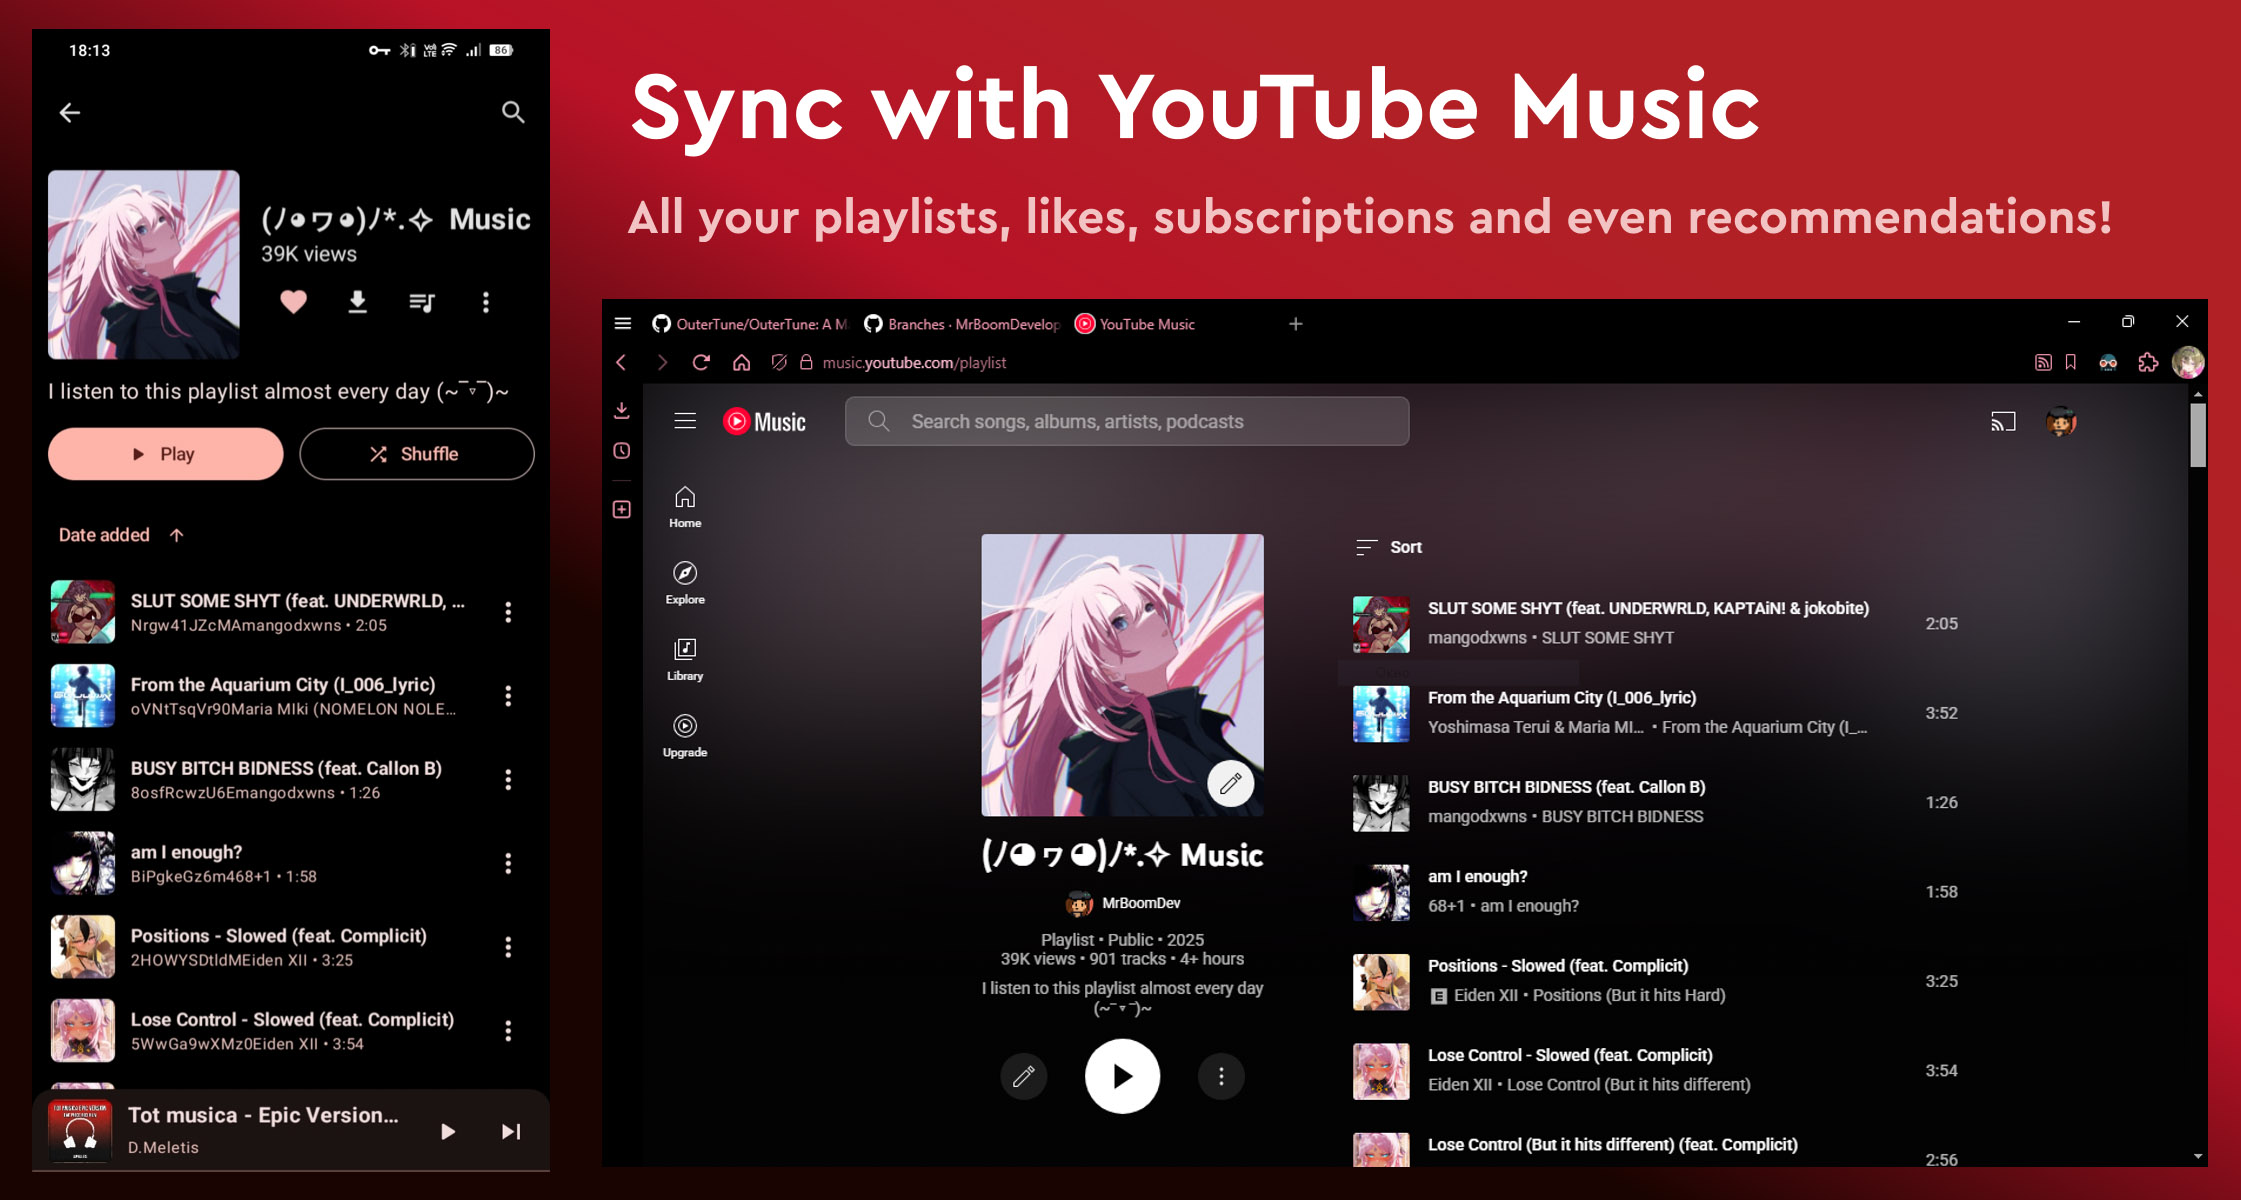 18:13
86
(ﾉ◕ヮ◕)ﾉ*.✧ Music
39K views
I listen to this playlist almost every day (~‾▿‾)~
Play
Shuffle
Date added
SLUT SOME SHYT (feat. UNDERWRLD, ...
Nrgw41JZcMAmangodxwns • 2:05
From the Aquarium City (I_006_lyric)
oVNtTsqVr90Maria MIki (NOMELON NOLE...
BUSY BITCH BIDNESS (feat. Callon B)
8osfRcwzU6Emangodxwns • 1:26
am I enough?
BiPgkeGz6m468+1 • 1:58
Positions - Slowed (feat. Complicit)
2HOWYSDtldMEiden XII • 3:25
Lose Control - Slowed (feat. Complicit)
5WwGa9wXMz0Eiden XII • 3:54
Tot musica - Epic Version...
D.Meletis
Sync with YouTube Music
All your playlists, likes, subscriptions and even recommendations!
OuterTune/OuterTune: A M
Branches · MrBoomDevelop
YouTube Music
music.youtube.com/playlist
Music
Search songs, albums, artists, podcasts
Home
Explore
Library
Upgrade
(ﾉ◕ヮ◕)ﾉ*.✧ Music
MrBoomDev
Playlist • Public • 2025
39K views • 901 tracks • 4+ hours
I listen to this playlist almost every day
(~‾▿‾)~
Sort
SLUT SOME SHYT (feat. UNDERWRLD, KAPTAiN! & jokobite)
mangodxwns • SLUT SOME SHYT
2:05
From the Aquarium City (I_006_lyric)
Yoshimasa Terui & Maria MI... • From the Aquarium City (I_...
3:52
BUSY BITCH BIDNESS (feat. Callon B)
mangodxwns • BUSY BITCH BIDNESS
1:26
am I enough?
68+1 • am I enough?
1:58
Positions - Slowed (feat. Complicit)
E Eiden XII • Positions (But it hits Hard)
3:25
Lose Control - Slowed (feat. Complicit)
Eiden XII • Lose Control (But it hits different)
3:54
Lose Control (But it hits different) (feat. Complicit)
2:56